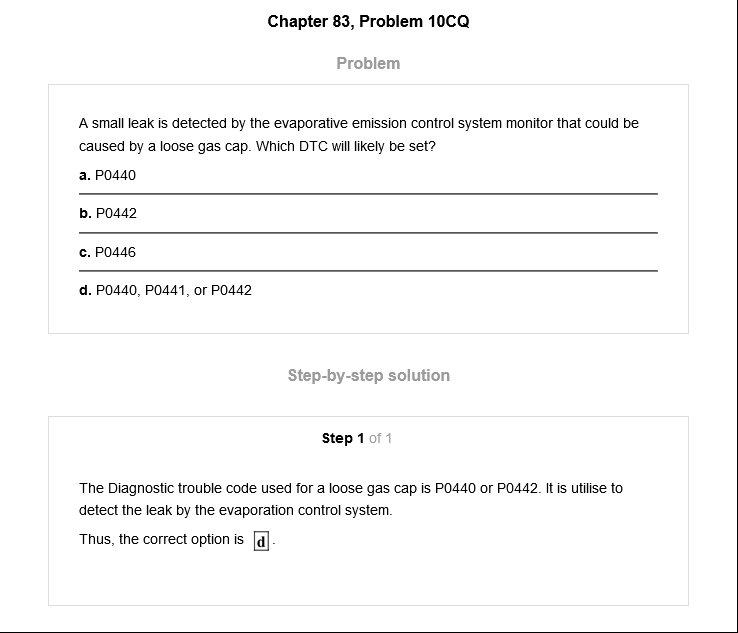 Chapter 83, Problem 10CQ
Problem
A small leak is detected by the evaporative emission control system monitor that could be
caused by a loose gas cap. Which DTC will likely be set?
a. P0440
b. P0442
c. P0446
d. P0440, P0441, or P0442
Step-by-step solution
Step 1 of 1
The Diagnostic trouble code used for a loose gas cap is P0440 or P0442. It is utilise to
detect the leak by the evaporation control system.
Thus, the correct option is d.